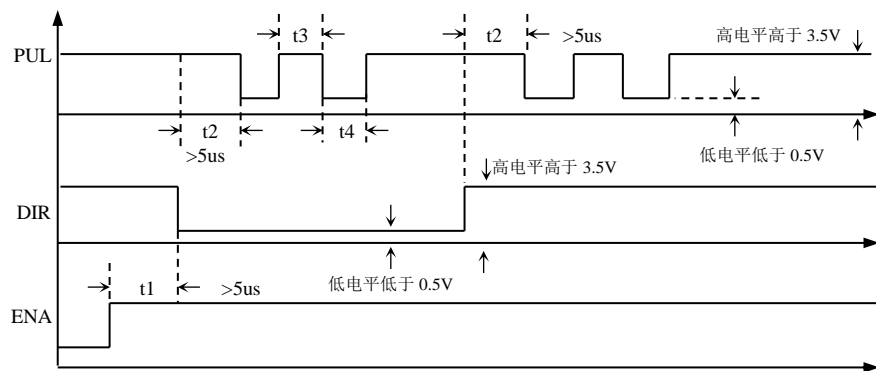 t3
t2
>5us
高电平高于 3.5V
PUL
t2
t4
>5us
低电平低于 0.5V
高电平高于 3.5V
DIR
t1
>5us
低电平低于 0.5V
ENA